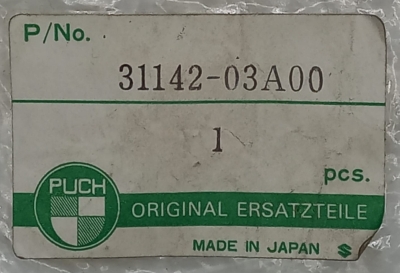 P/No.
31142-03A00
1
pcs.
PUCH
ORIGINAL ERSATZTEILE
MADE IN JAPAN